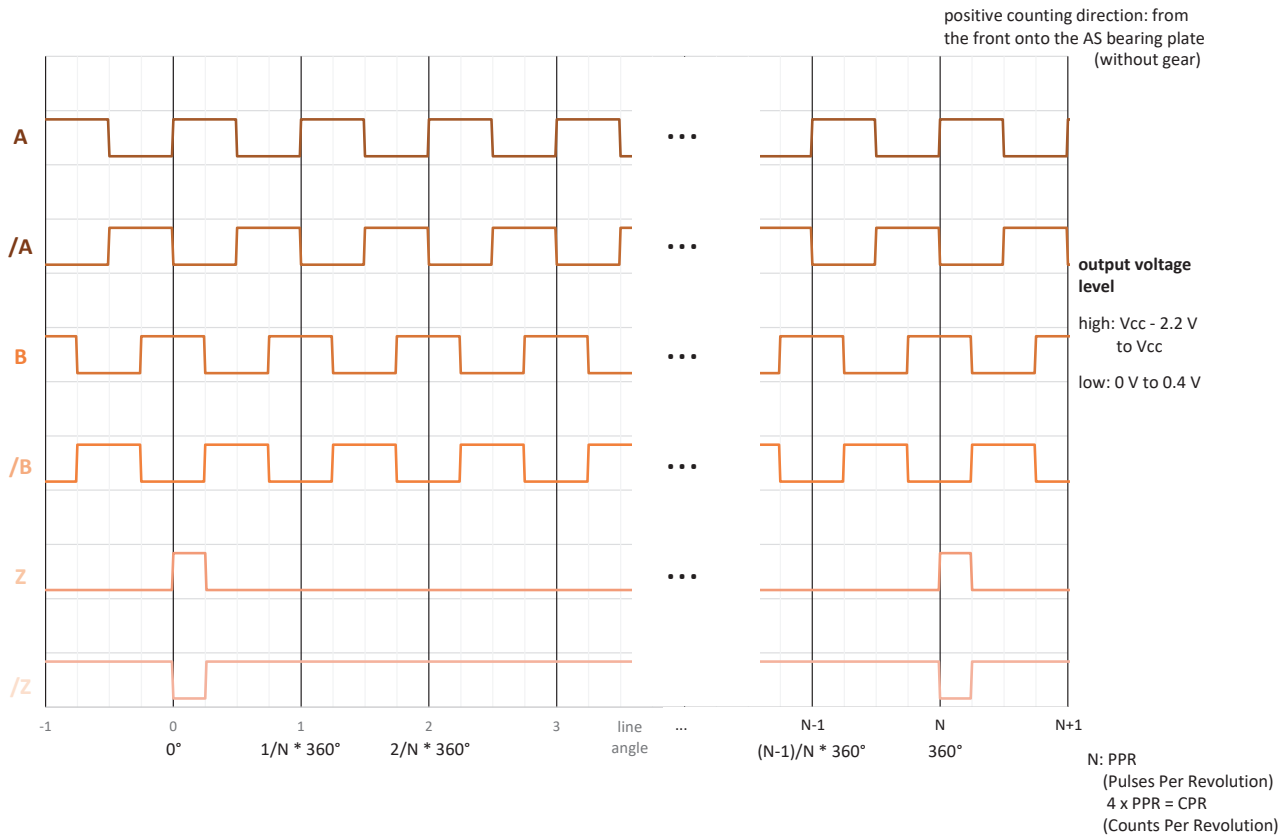 positive counting direction: from
the front onto the AS bearing plate
(without gear)
A
...
/A
...
output voltage
level
high: Vcc - 2.2 V
to Vcc
low: 0 V to 0.4 V
B
...
/B
...
Z
...
/Z
-1 0 1 2 3 line ... N-1 N N+1
0° 1/N * 360° 2/N * 360° angle (N-1)/N * 360° 360°
N: PPR
(Pulses Per Revolution)
4 x PPR = CPR
(Counts Per Revolution)